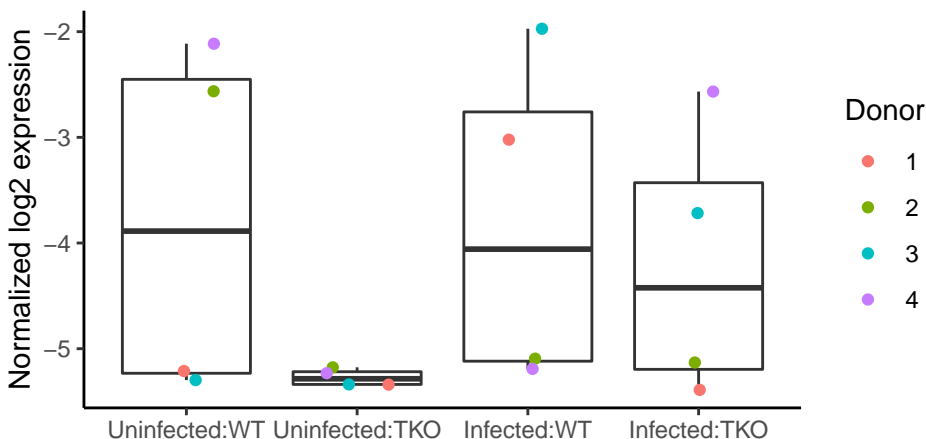 Normalized log2 expression
−2
−3
−4
−5
Uninfected:WT
Uninfected:TKO
Infected:WT
Infected:TKO
Donor
1
2
3
4